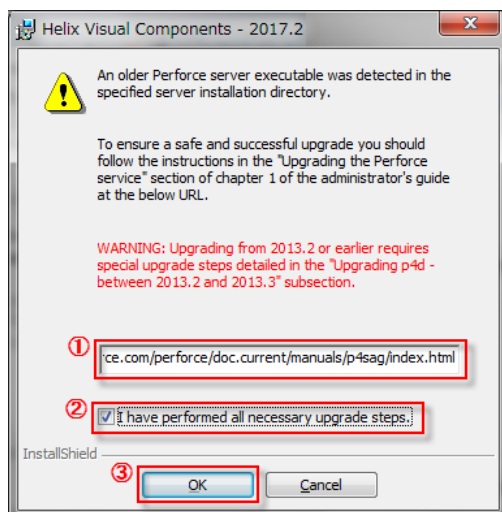 Helix Visual Components - 2017.2
An older Perforce server executable was detected in the
specified server installation directory.
To ensure a safe and successful upgrade you should
follow the instructions in the "Upgrading the Perforce
service" section of chapter 1 of the administrator's guide
at the below URL.
WARNING: Upgrading from 2013.2 or earlier requires
special upgrade steps detailed in the "Upgrading p4d -
between 2013.2 and 2013.3" subsection.
① rce.com/perforce/doc.current/manuals/p4sag/index.html
② I have performed all necessary upgrade steps.
InstallShield
③ OK Cancel